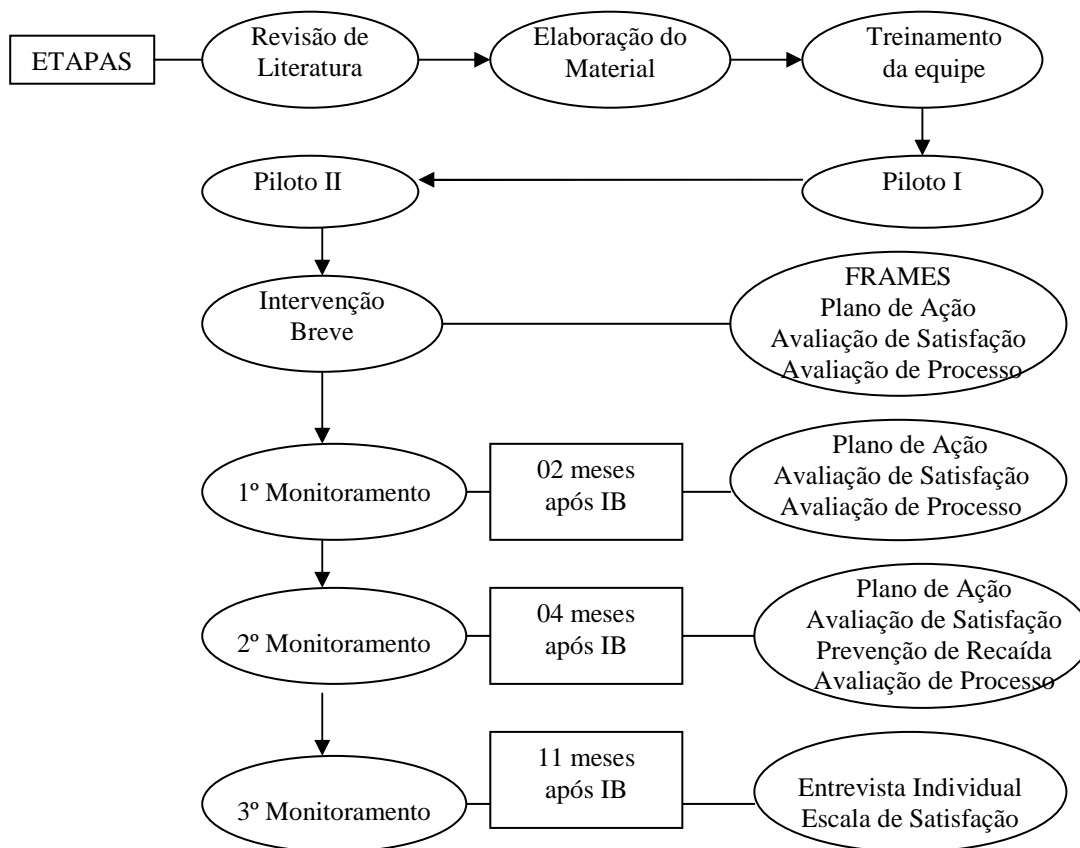 ETAPAS
Revisão de
Literatura
Elaboração do
Material
Treinamento
da equipe
Piloto II
Piloto I
Intervenção
Breve
FRAMES
Plano de Ação
Avaliação de Satisfação
Avaliação de Processo
1º Monitoramento
02 meses
após IB
Plano de Ação
Avaliação de Satisfação
Avaliação de Processo
2º Monitoramento
04 meses
após IB
Plano de Ação
Avaliação de Satisfação
Prevenção de Recaída
Avaliação de Processo
3º Monitoramento
11 meses
após IB
Entrevista Individual
Escala de Satisfação